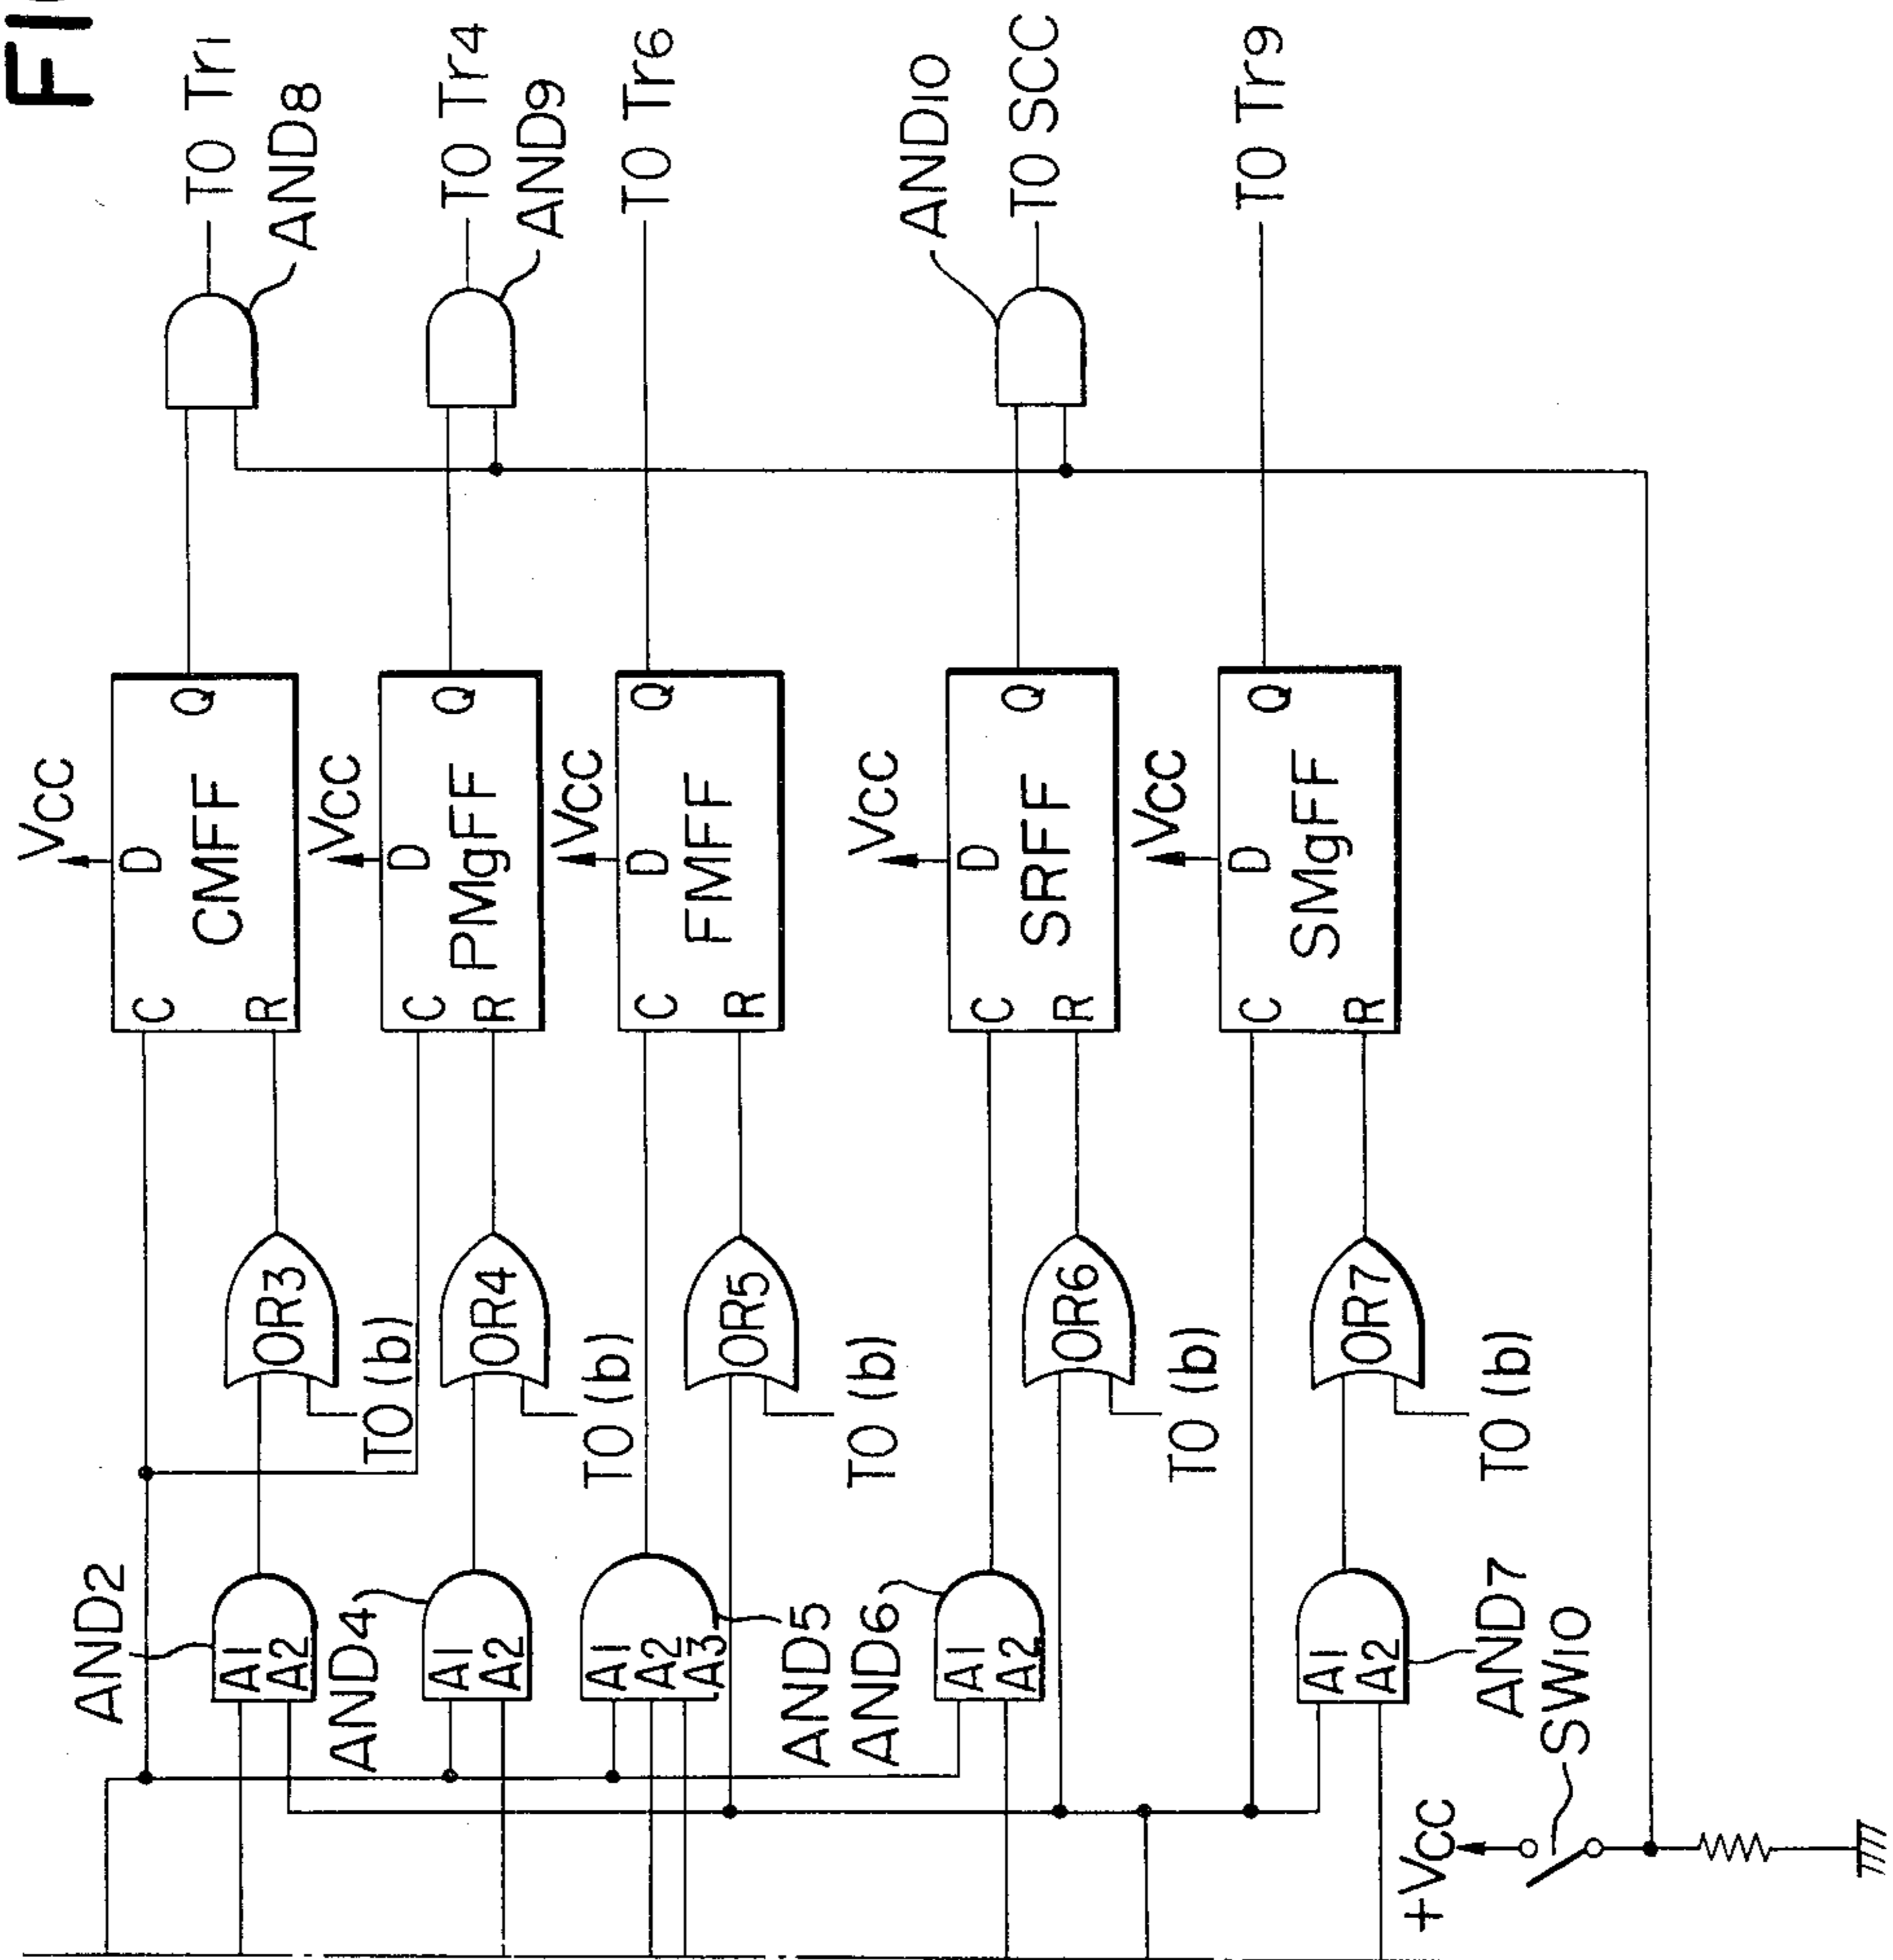 FIG
TO Tr1
AND8
TO Tr4
AND9
TO Tr6
AND10
TO SCC
TO Tr9
VCC
D
CMFF
Q
C
R
VCC
D
PMgFF
Q
C
R
VCC
D
FMFF
Q
C
R
VCC
D
SRFF
Q
C
R
VCC
D
SMgFF
Q
C
R
OR3
TO (b)
OR4
TO (b)
OR5
TO (b)
OR6
TO (b)
OR7
TO (b)
AND2
A1
A2
AND4
A1
A2
A1
A2
A3
AND5
AND6
A1
A2
A1
A2
AND7
SW10
+VCC